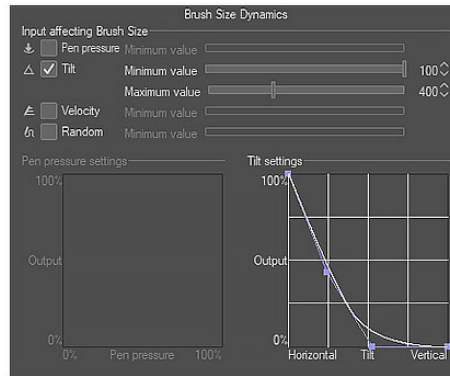 Brush Size Dynamics
Input affecting Brush Size
Pen pressure Minimum value
Tilt Minimum value 100
Maximum value 400
Velocity Minimum value
Random Minimum value
Pen pressure settings
100%
Output
0%
0% Pen pressure 100%
Tilt settings
100%
Output
0%
Horizontal Tilt Vertical